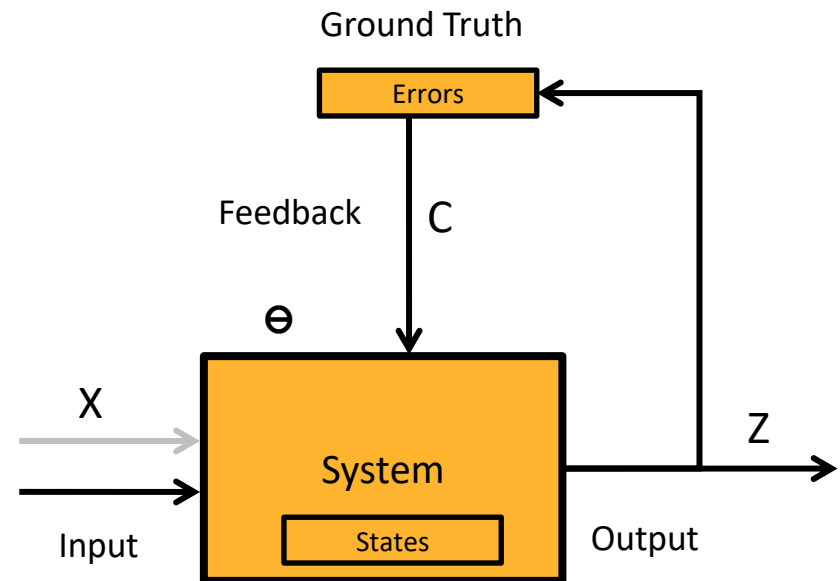 Ground Truth
Errors
Feedback
C
Θ
X
Z
System
Input
States
Output